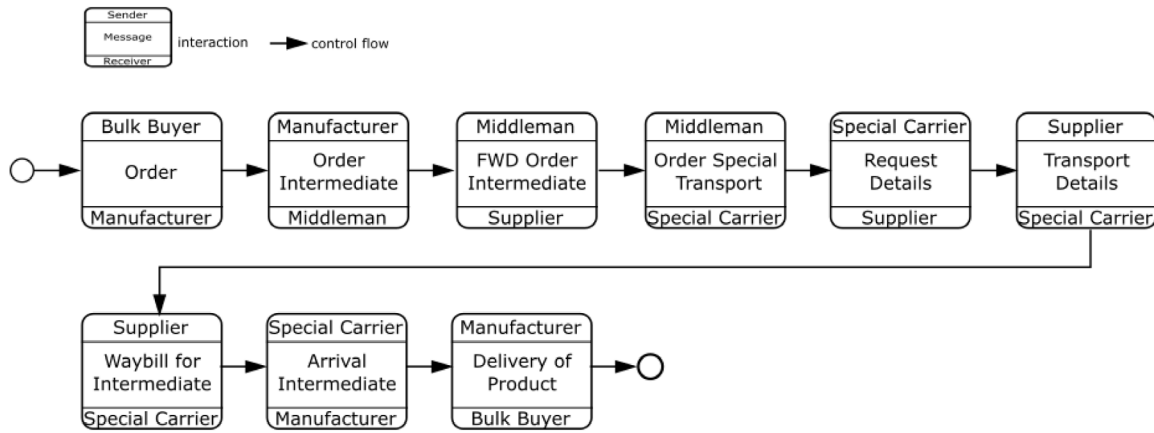 Sender
Message
Receiver
interaction
control flow
Bulk Buyer
Order
Manufacturer
Manufacturer
Order
Intermediate
Middleman
Middleman
FWD Order
Intermediate
Supplier
Middleman
Order Special
Transport
Special Carrier
Special Carrier
Request
Details
Supplier
Supplier
Transport
Details
Special Carrier
Supplier
Waybill for
Intermediate
Special Carrier
Special Carrier
Arrival
Intermediate
Manufacturer
Manufacturer
Delivery of
Product
Bulk Buyer